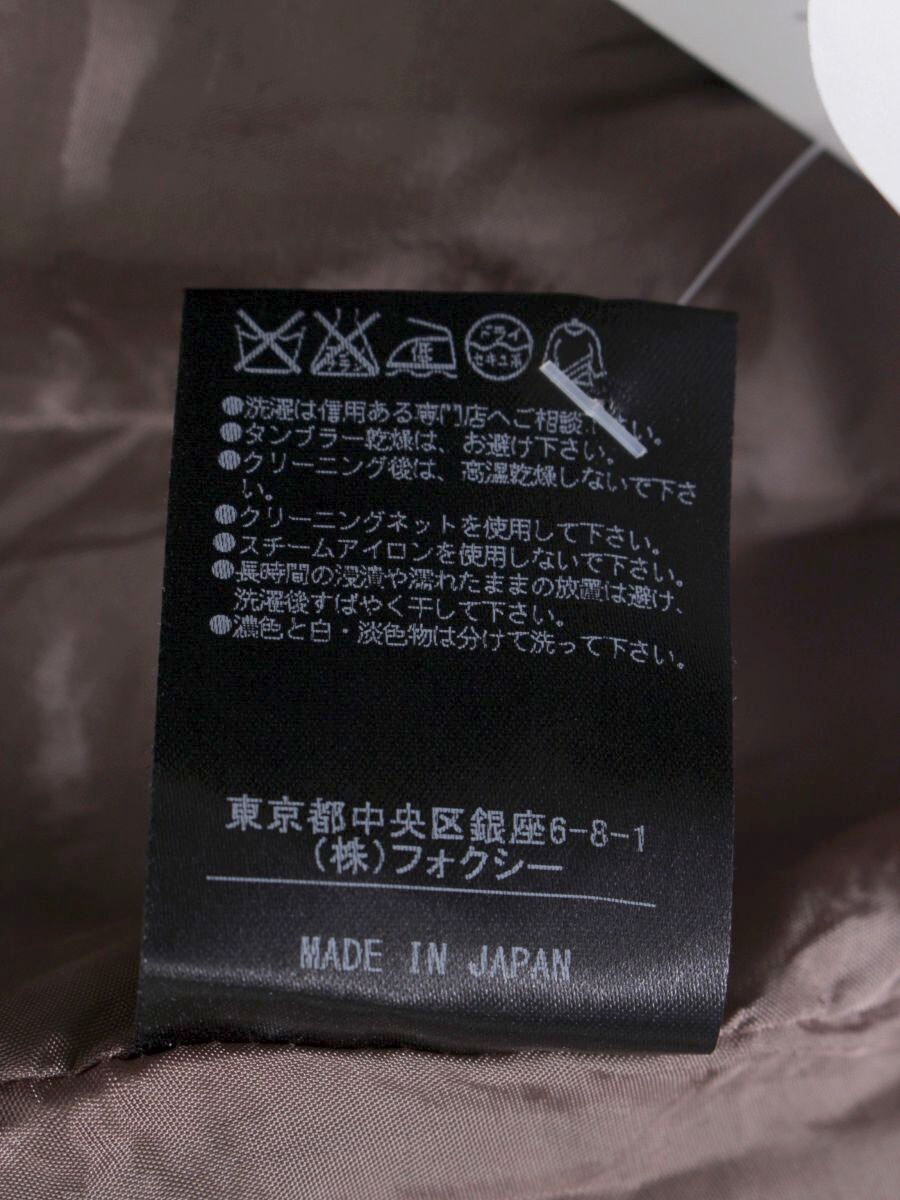 エンソ
サラシ
低
ドライ
セキユ系
●洗濯は信用ある専門店へご相談下さい。
●タンブラー乾燥は、お避け下さい。
●クリーニング後は、高温乾燥しないで下さ
い。
●クリーニングネットを使用して下さい。
●スチームアイロンを使用しないで下さい。
●長時間の浸漬や濡れたままの放置は避け、
洗濯後すばやく干して下さい。
●濃色と白・淡色物は分けて洗って下さい。
東京都中央区銀座6-8-1
(株)フォクシー
MADE IN JAPAN